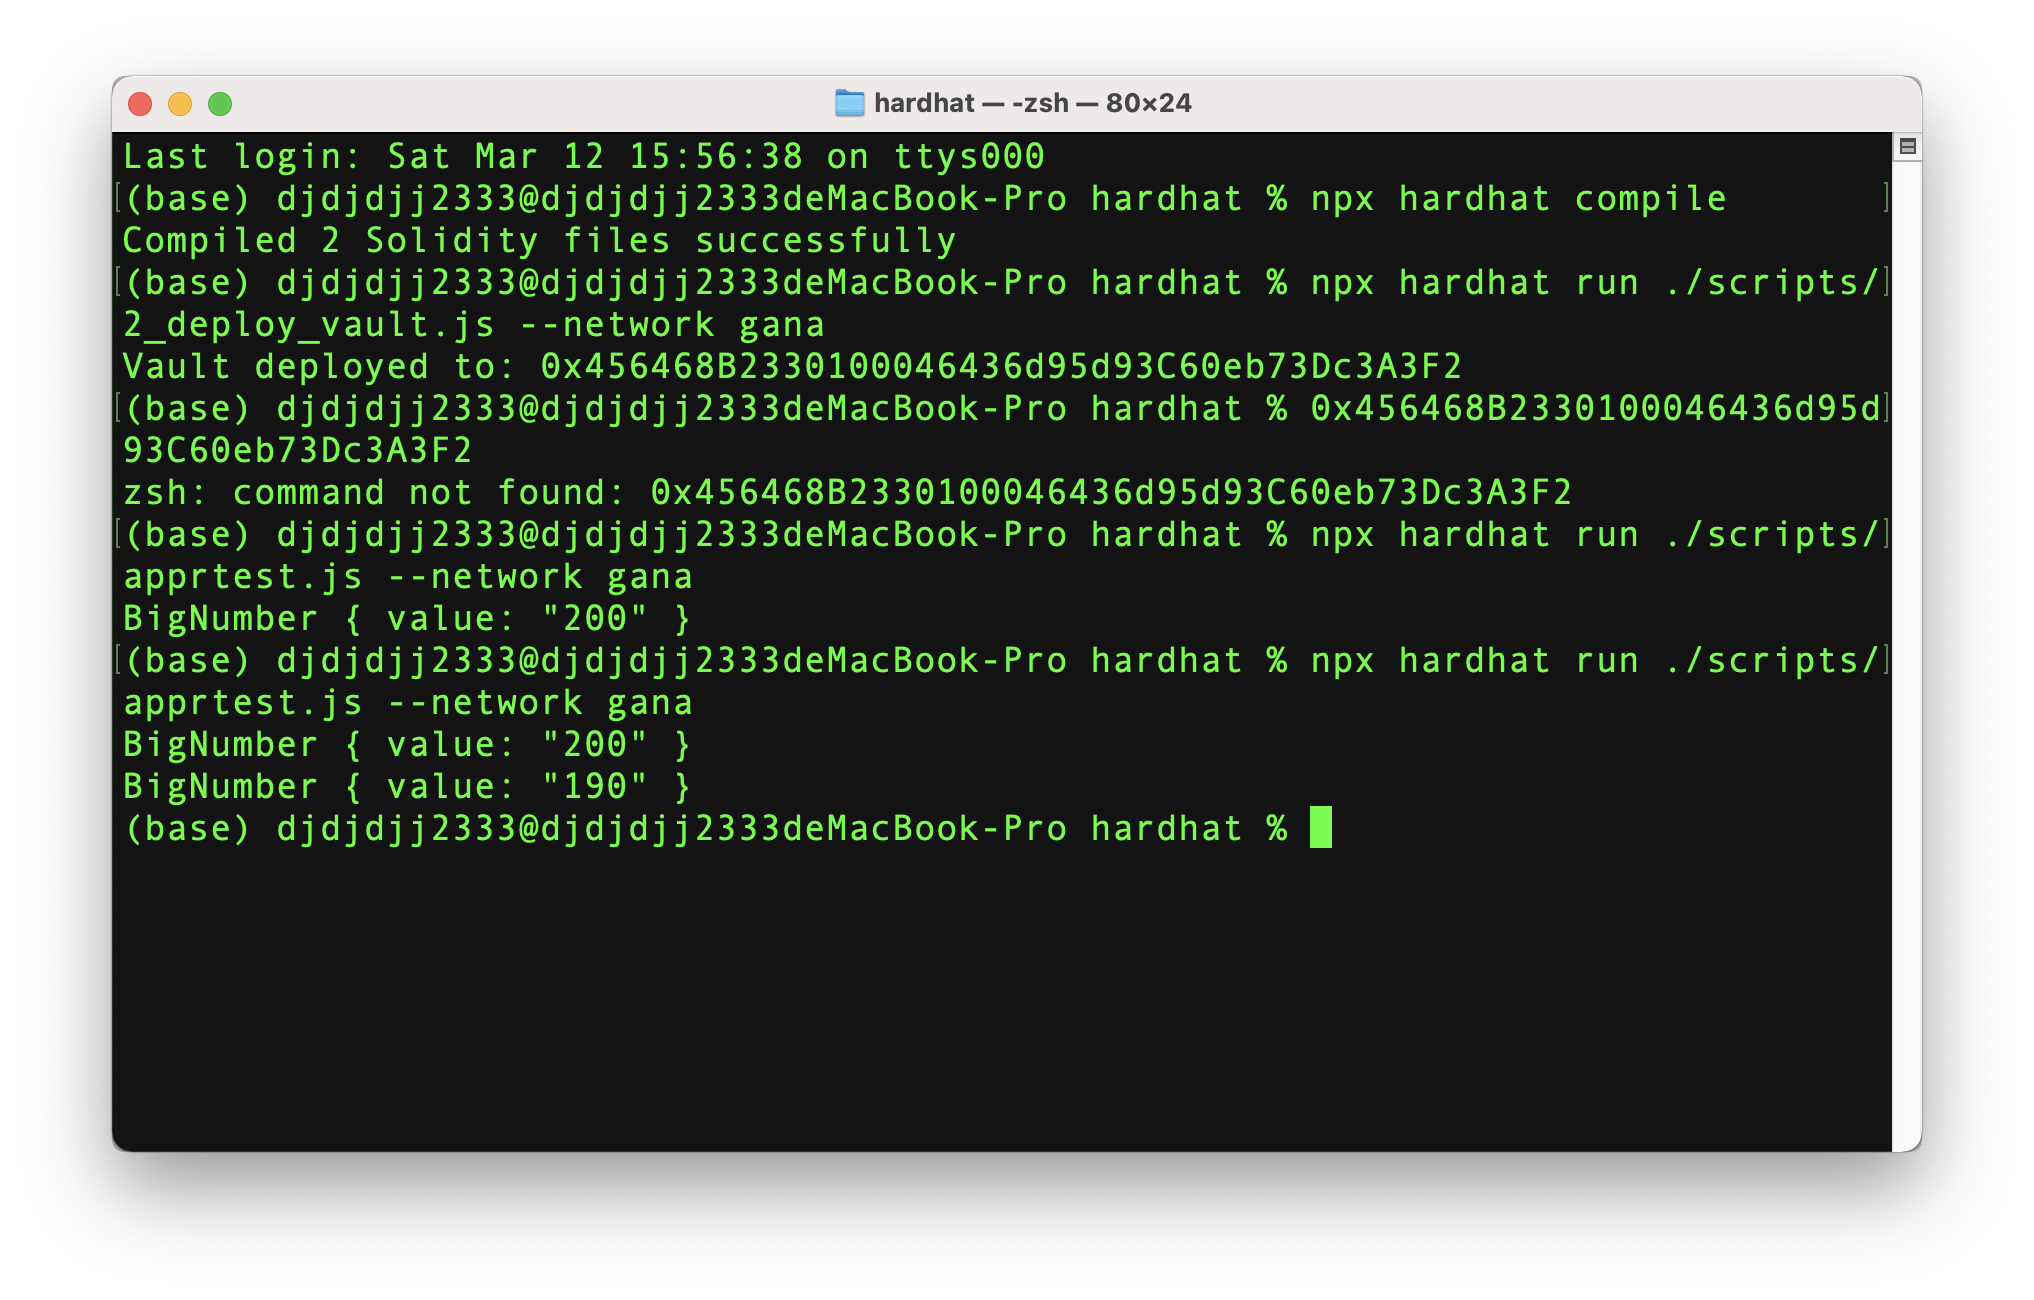 hardhat — -zsh — 80×24
Last login: Sat Mar 12 15:56:38 on ttys000
[(base) djdjdjj2333@djdjdjj2333deMacBook-Pro hardhat % npx hardhat compile ]
Compiled 2 Solidity files successfully
[(base) djdjdjj2333@djdjdjj2333deMacBook-Pro hardhat % npx hardhat run ./scripts/]
2_deploy_vault.js --network gana
Vault deployed to: 0x456468B2330100046436d95d93C60eb73Dc3A3F2
[(base) djdjdjj2333@djdjdjj2333deMacBook-Pro hardhat % 0x456468B2330100046436d95d]
93C60eb73Dc3A3F2
zsh: command not found: 0x456468B2330100046436d95d93C60eb73Dc3A3F2
[(base) djdjdjj2333@djdjdjj2333deMacBook-Pro hardhat % npx hardhat run ./scripts/]
apprtest.js --network gana
BigNumber { value: "200" }
[(base) djdjdjj2333@djdjdjj2333deMacBook-Pro hardhat % npx hardhat run ./scripts/]
apprtest.js --network gana
BigNumber { value: "200" }
BigNumber { value: "190" }
(base) djdjdjj2333@djdjdjj2333deMacBook-Pro hardhat %